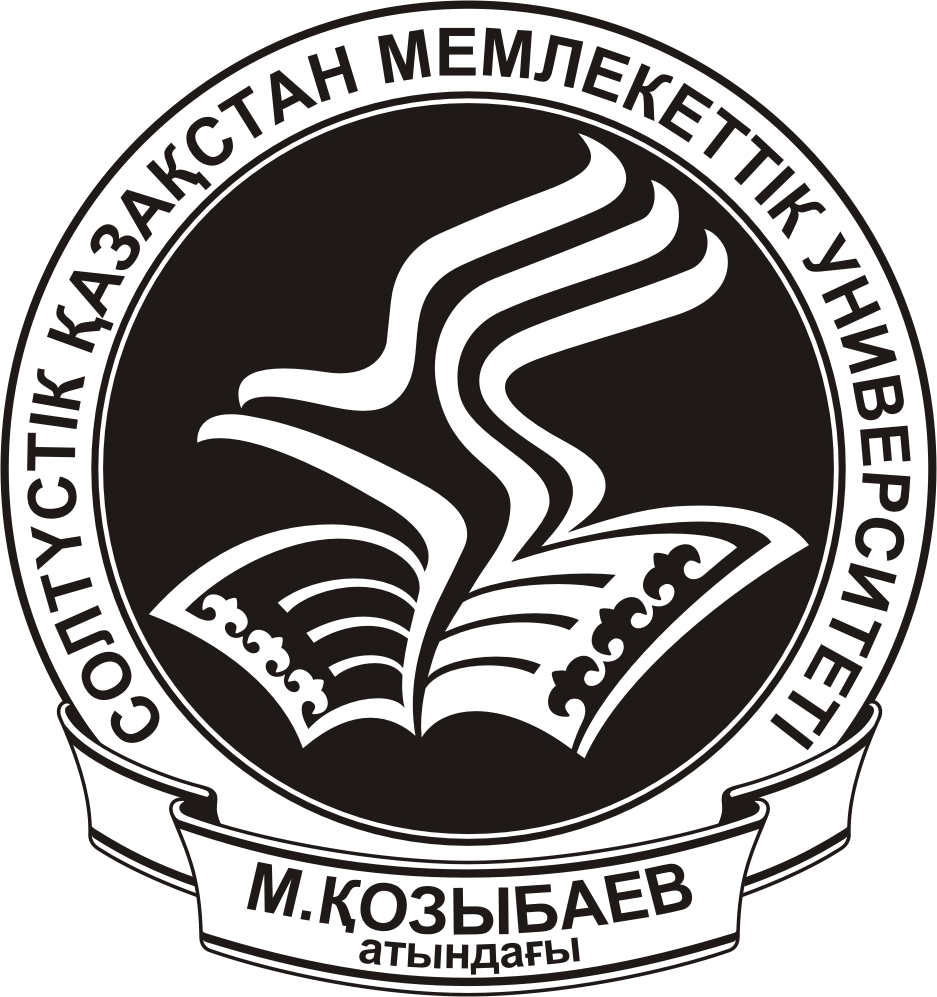 СОЛТҮСТІК ҚАЗАҚСТАН МЕМЛЕКЕТТІК УНИВЕРСИТЕТІ
М.ҚОЗЫБАЕВ
атындағы